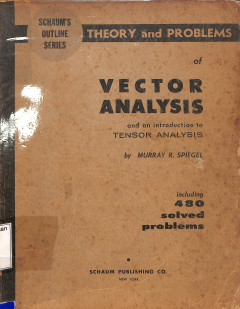 SCHAUM'S
OUTLINE
SERIES
THEORY and PROBLEMS
of
VECTOR
ANALYSIS
and an introduction to
TENSOR ANALYSIS
by MURRAY R. SPIEGEL
including
480
solved
problems
SCHAUM PUBLISHING CO.
NEW YORK